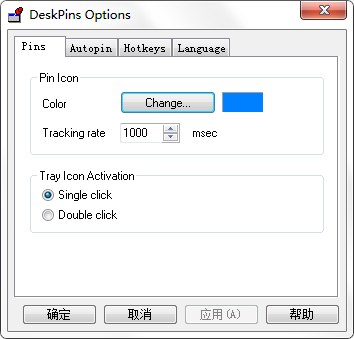 DeskPins Options
Pins Autopin Hotkeys Language
Pin Icon
Color Change...
Tracking rate 1000 msec
Tray Icon Activation
Single click
Double click
确定 取消 应用(A) 帮助